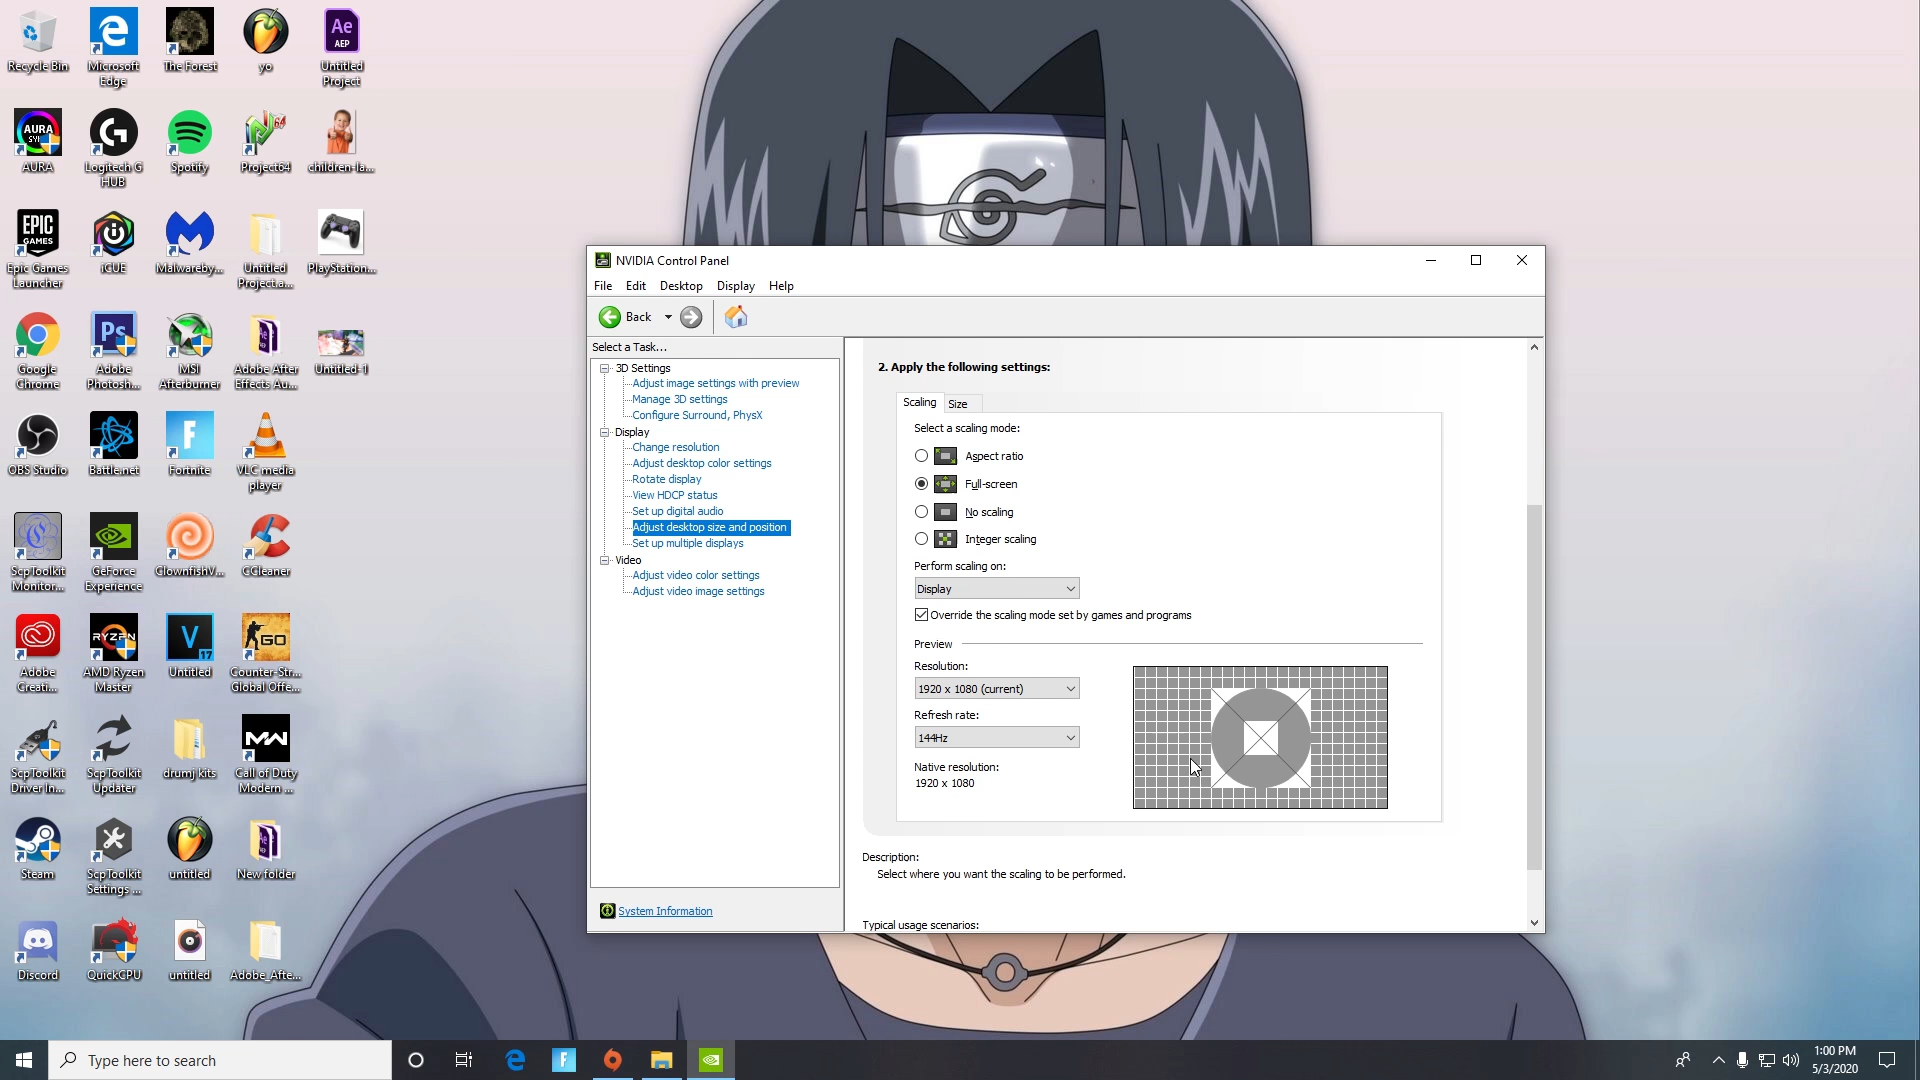 Recycle Bin
Microsoft
Edge
The Forest
yo
Ae
AEP
Untitled
Project
AURA
AURA
Logitech G
HUB
Spotify
64
Project64
children-la...
EPIC
GAMES
Epic Games
Launcher
iCUE
Malwareby...
Untitled
Project.a...
PlayStation...
Google
Chrome
Ps
Adobe
Photosh...
MSI
Afterburner
Ae
Adobe After
Effects Au...
Untitled-1
OBS Studio
Battle.net
F
Fortnite
VLC media
player
ScpToolkit
Monitor...
GeForce
Experience
ClownfishV...
CCleaner
Adobe
Creati...
RYZEN
AMD Ryzen
Master
V
17
Untitled
GO
Counter-Str...
Global Offe...
ScpToolkit
Driver In...
ScpToolkit
Updater
drumj kits
MW
Call of Duty
Modern ...
Steam
ScpToolkit
Settings ...
untitled
Ae
New folder
Discord
QuickCPU
untitled
Adobe_Afte...
NVIDIA Control Panel
File Edit Desktop Display Help
Back
Select a Task...
3D Settings
Adjust image settings with preview
Manage 3D settings
Configure Surround, PhysX
Display
Change resolution
Adjust desktop color settings
Rotate display
View HDCP status
Set up digital audio
Adjust desktop size and position
Set up multiple displays
Video
Adjust video color settings
Adjust video image settings
System Information
2. Apply the following settings:
Scaling Size
Select a scaling mode:
Aspect ratio
Full-screen
No scaling
Integer scaling
Perform scaling on:
Display
Override the scaling mode set by games and programs
Preview
Resolution:
1920 x 1080 (current)
Refresh rate:
144Hz
Native resolution:
1920 x 1080
Description:
Select where you want the scaling to be performed.
Typical usage scenarios:
Type here to search
F
1:00 PM
5/3/2020